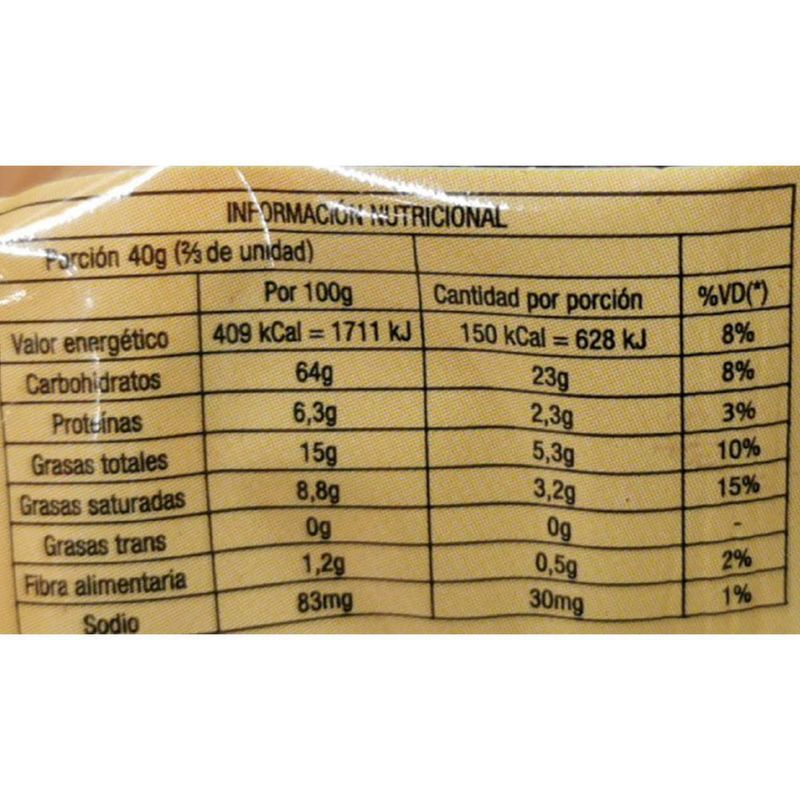 INFORMACIÓN NUTRICIONAL
Porción 40g (⅔ de unidad)
Por 100g Cantidad por porción %VD(*)
Valor energético 409 kCal = 1711 kJ 150 kCal = 628 kJ 8%
Carbohidratos 64g 23g 8%
Proteínas 6,3g 2,3g 3%
Grasas totales 15g 5,3g 10%
Grasas saturadas 8,8g 3,2g 15%
Grasas trans 0g 0g -
Fibra alimentaria 1,2g 0,5g 2%
Sodio 83mg 30mg 1%